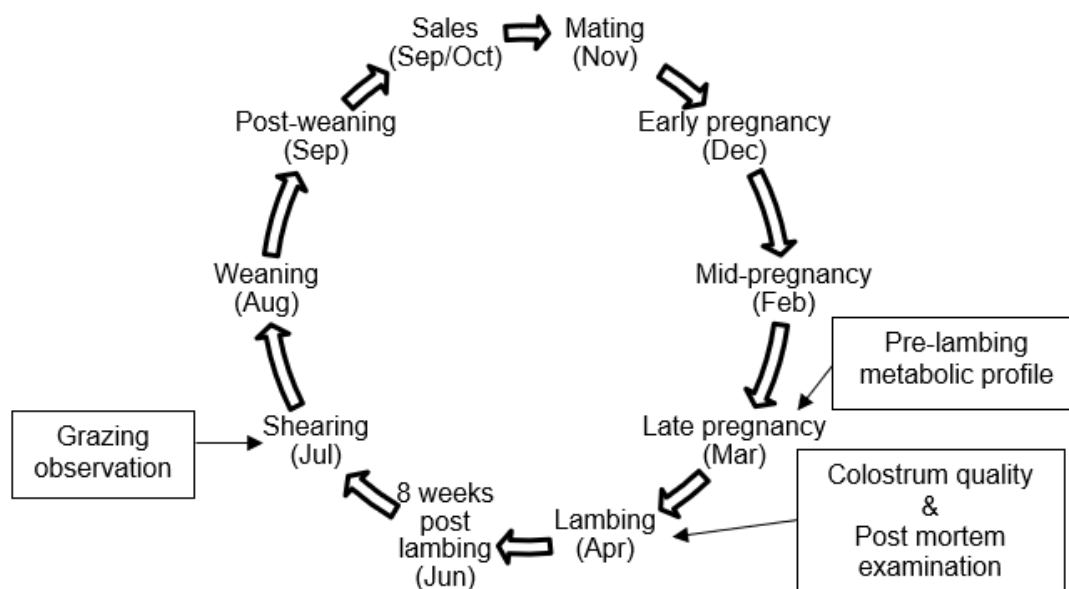 Sales
(Sep/Oct)
Mating
(Nov)
Early pregnancy
(Dec)
Mid-pregnancy
(Feb)
Pre-lambing
metabolic profile
Late pregnancy
(Mar)
Colostrum quality
&
Post mortem
examination
Lambing
(Apr)
8 weeks
post
lambing
(Jun)
Shearing
(Jul)
Grazing
observation
Weaning
(Aug)
Post-weaning
(Sep)